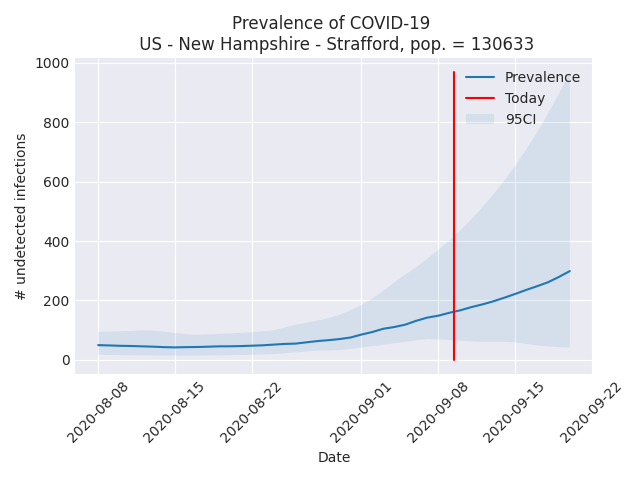 Prevalence of COVID-19
US - New Hampshire - Strafford, pop. = 130633
Prevalence
Today
95CI
# undetected infections
1000
800
600
400
200
0
2020-08-08
2020-08-15
2020-08-22
2020-09-01
2020-09-08
2020-09-15
2020-09-22
Date